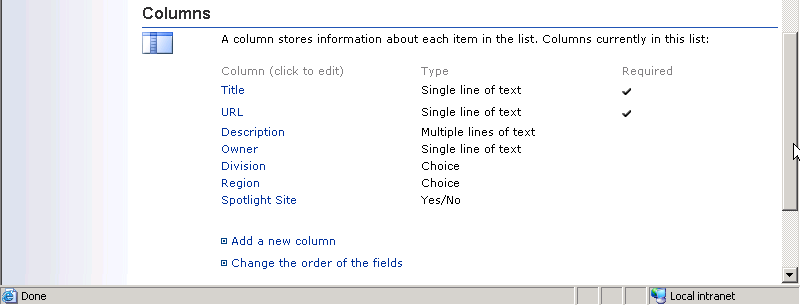 Columns
A column stores information about each item in the list. Columns currently in this list:
Column (click to edit) Type Required
Title Single line of text
URL Single line of text
Description Multiple lines of text
Owner Single line of text
Division Choice
Region Choice
Spotlight Site Yes/No
Add a new column
Change the order of the fields
Done Local intranet